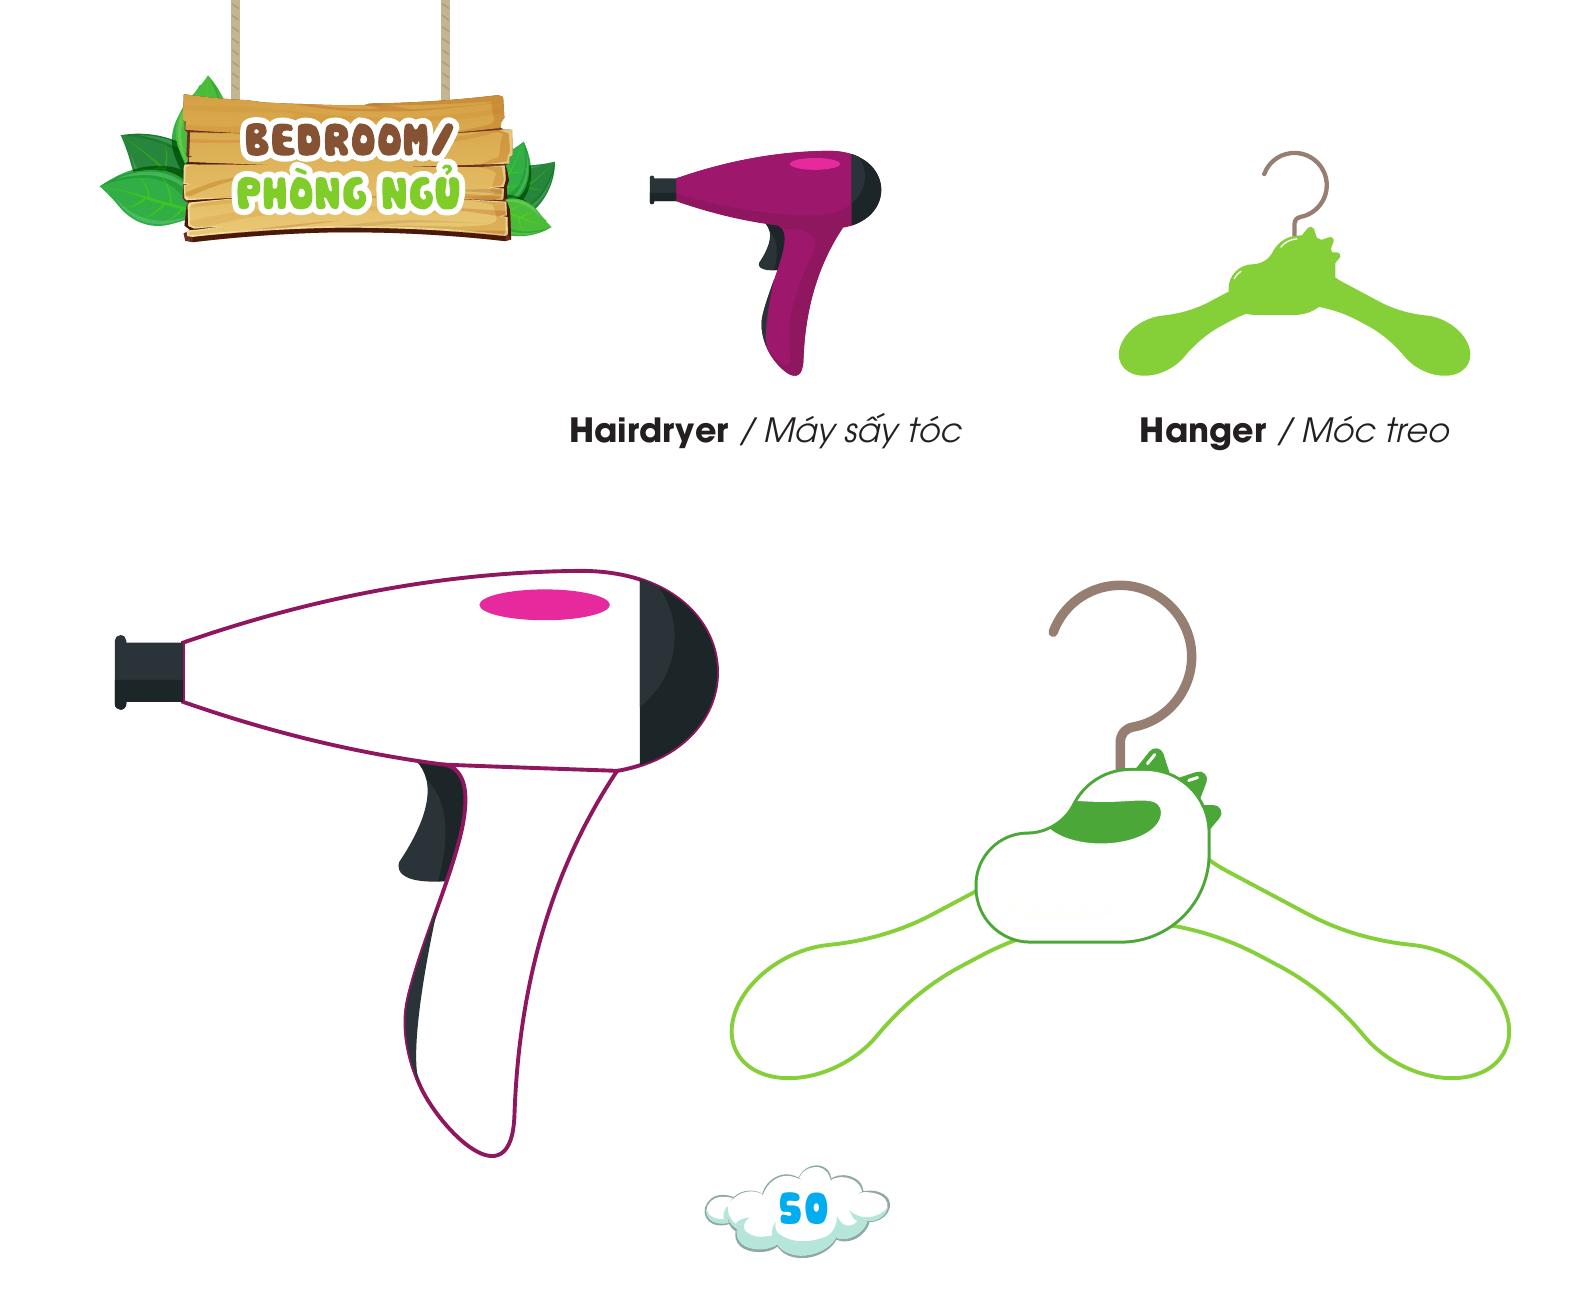 BEDROOM/
PHÒNG NGỦ
Hairdryer / Máy sấy tóc
Hanger / Móc treo
50